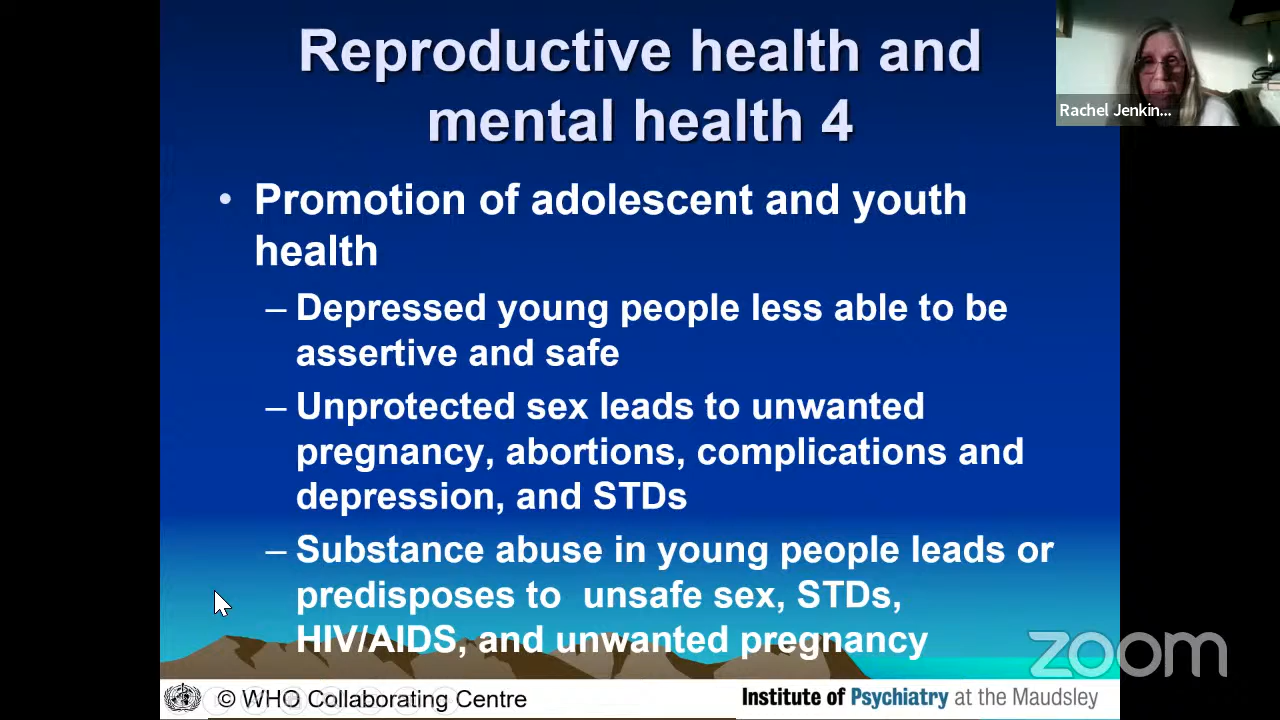 Reproductive health and
mental health 4
Rachel Jenkin...
• Promotion of adolescent and youth
health
– Depressed young people less able to be
assertive and safe
– Unprotected sex leads to unwanted
pregnancy, abortions, complications and
depression, and STDs
– Substance abuse in young people leads or
predisposes to  unsafe sex, STDs,
HIV/AIDS, and unwanted pregnancy
zoom
© WHO Collaborating Centre
Institute of Psychiatry at the Maudsley